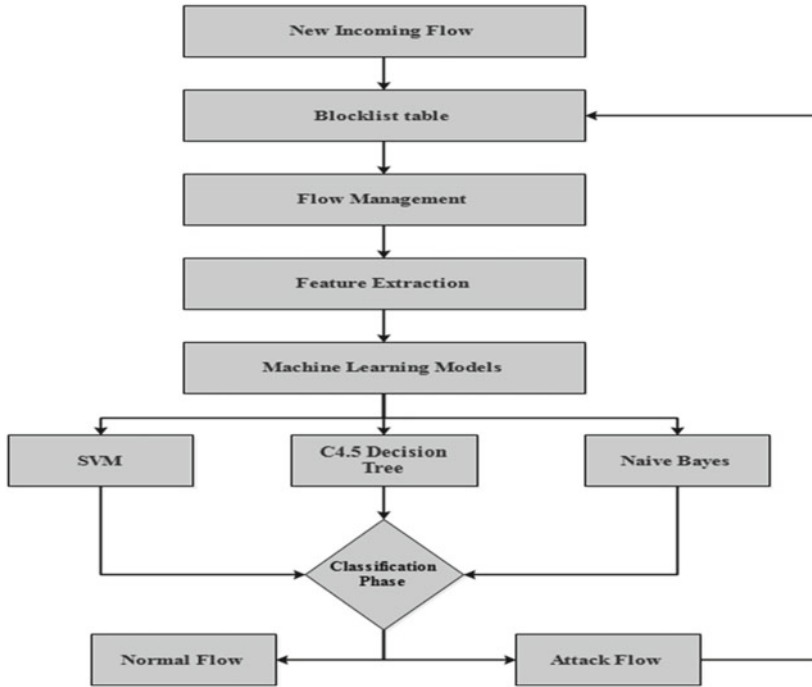 New Incoming Flow
Blocklist table
Flow Management
Feature Extraction
Machine Learning Models
SVM
C4.5 Decision
Tree
Naive Bayes
Classification
Phase
Normal Flow
Attack Flow